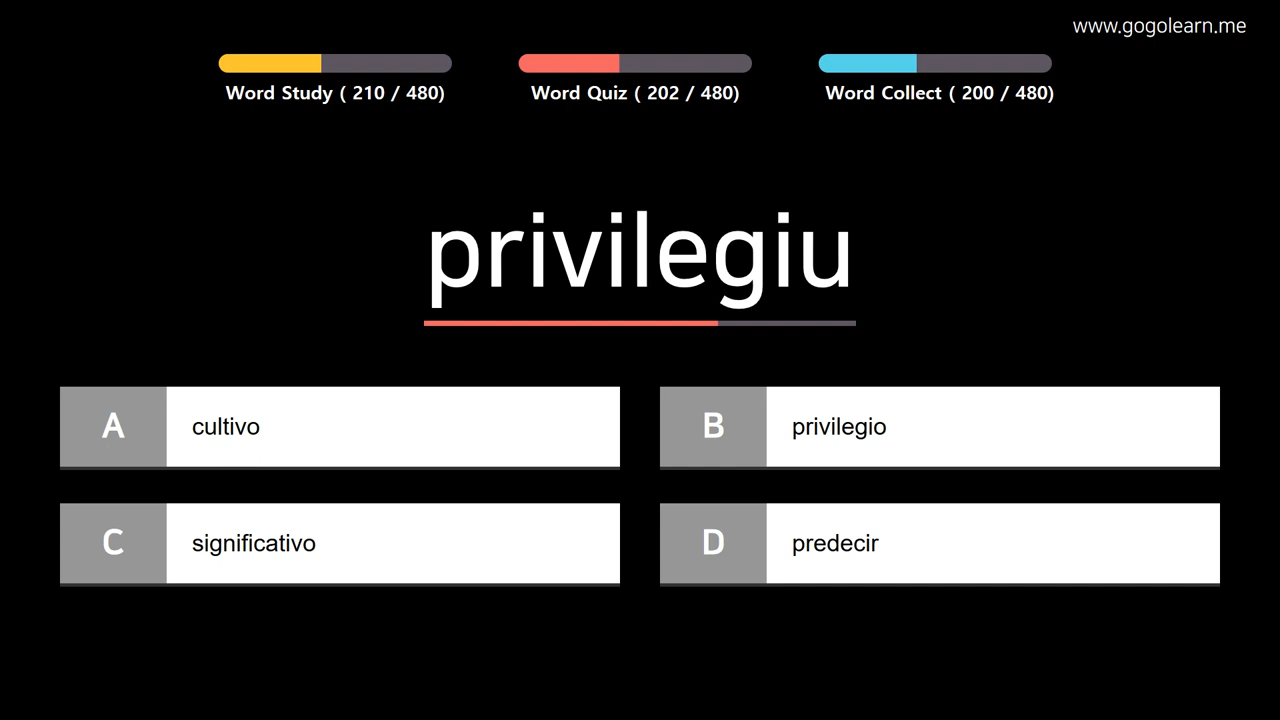 www.gogolearn.me
Word Study ( 210 / 480)
Word Quiz ( 202 / 480)
Word Collect ( 200 / 480)
privilegiu
A cultivo
B privilegio
C significativo
D predecir